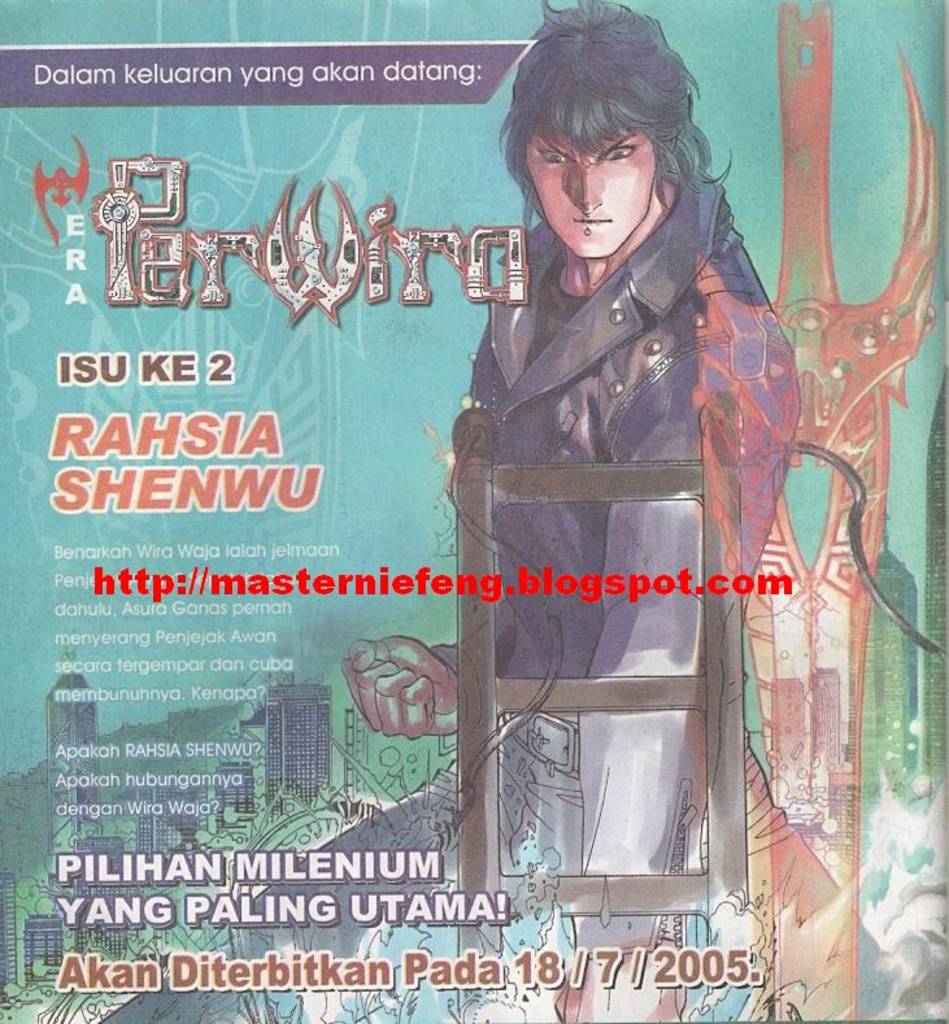 Dalam keluaran yang akan datang:
ERA
PerWira
ISU KE 2
RAHSIA
SHENWU
Benarkah Wira Waja ialah jelmaan
http://masterniefeng.blogspot.com
dahulu, Asura Ganas pernah
menyerang Penjejak Awan
secara tergempar dan cuba
membunuhnya. Kenapa?
Apakah RAHSIA SHENWU?
Apakah hubungannya
dengan Wira Waja?
PILIHAN MILENIUM
YANG PALING UTAMA!
Akan Diterbitkan Pada 18/7/2005.